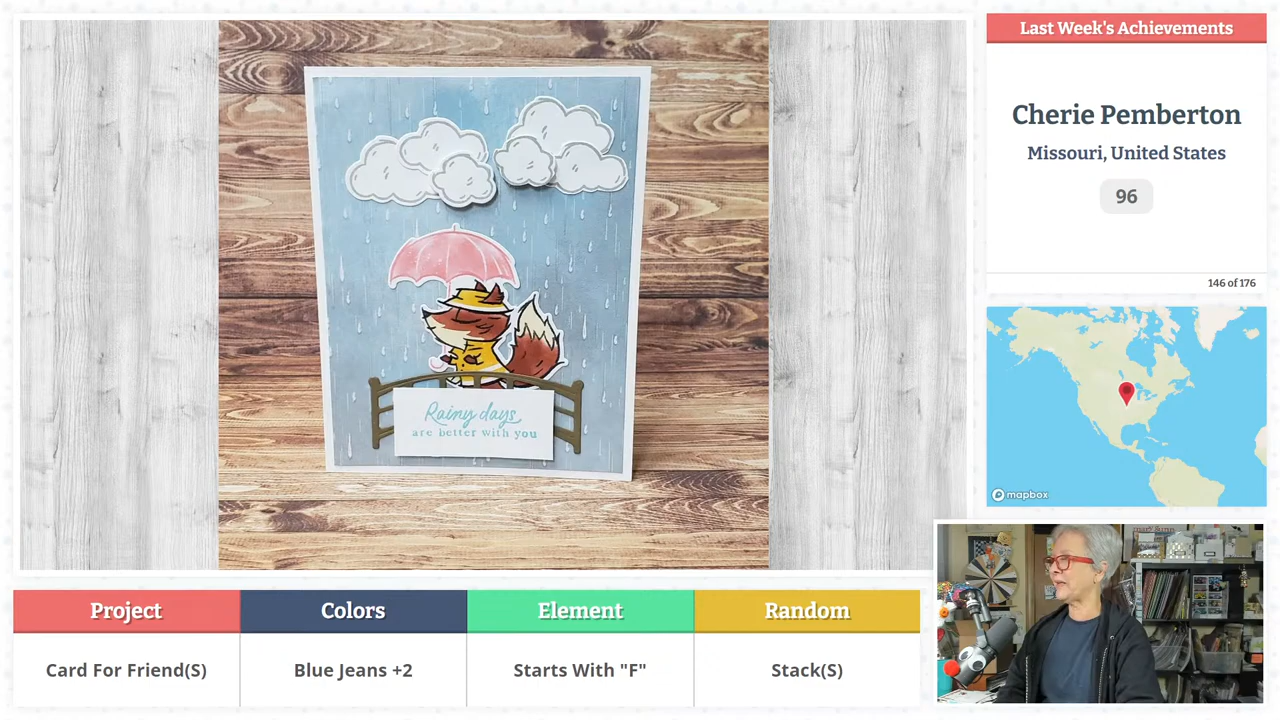 Last Week's Achievements
Cherie Pemberton
Missouri, United States
96
146 of 176
Rainy days
are better with you
mapbox
Project
Colors
Element
Random
Card For Friend(S)
Blue Jeans +2
Starts With "F"
Stack(S)